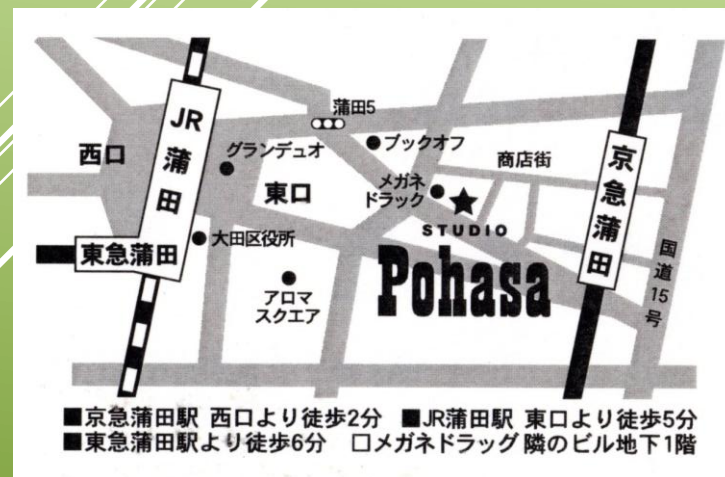 JR蒲田
西口
グランデュオ
東口
蒲田5
ブックオフ
商店街
メガネ
ドラック
京急蒲田
国道15号
東急蒲田
大田区役所
アロマ
スクエア
STUDIO
Pohasa
■京急蒲田駅 西口より徒歩2分 ■JR蒲田駅 東口より徒歩5分
■東急蒲田駅より徒歩6分 □メガネドラッグ 隣のビル地下1階